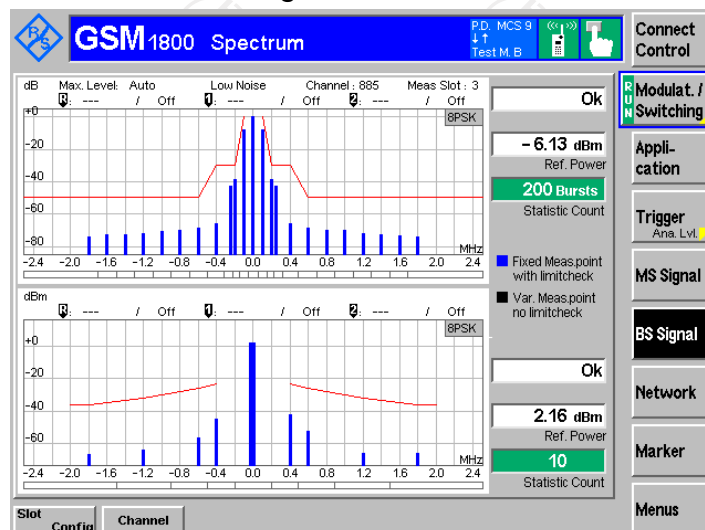 R&S
GSM 1800 Spectrum
P.D. MCS 9
↓↑
Test M. B
Connect Control
RUN
Modulat. / Switching
Appli-cation
Trigger
Ana. Lvl.
MS Signal
BS Signal
Network
Marker
Menus
dB Max. Level: Auto Low Noise Channel : 885 Meas Slot : 3
R: --- / Off 1: --- / Off 2: --- / Off
8PSK
+0
-20
-40
-60
-80
MHz
-2.4 -2.0 -1.6 -1.2 -0.8 -0.4 0.0 0.4 0.8 1.2 1.6 2.0 2.4
Ok
- 6.13 dBm
Ref. Power
200 Bursts
Statistic Count
Fixed Meas.point
with limitcheck
Var. Meas.point
no limitcheck
dBm
R: --- / Off 1: --- / Off 2: --- / Off
8PSK
+0
-20
-40
-60
MHz
-2.4 -2.0 -1.6 -1.2 -0.8 -0.4 0.0 0.4 0.8 1.2 1.6 2.0 2.4
Ok
2.16 dBm
Ref. Power
10
Statistic Count
Slot
Config
Channel